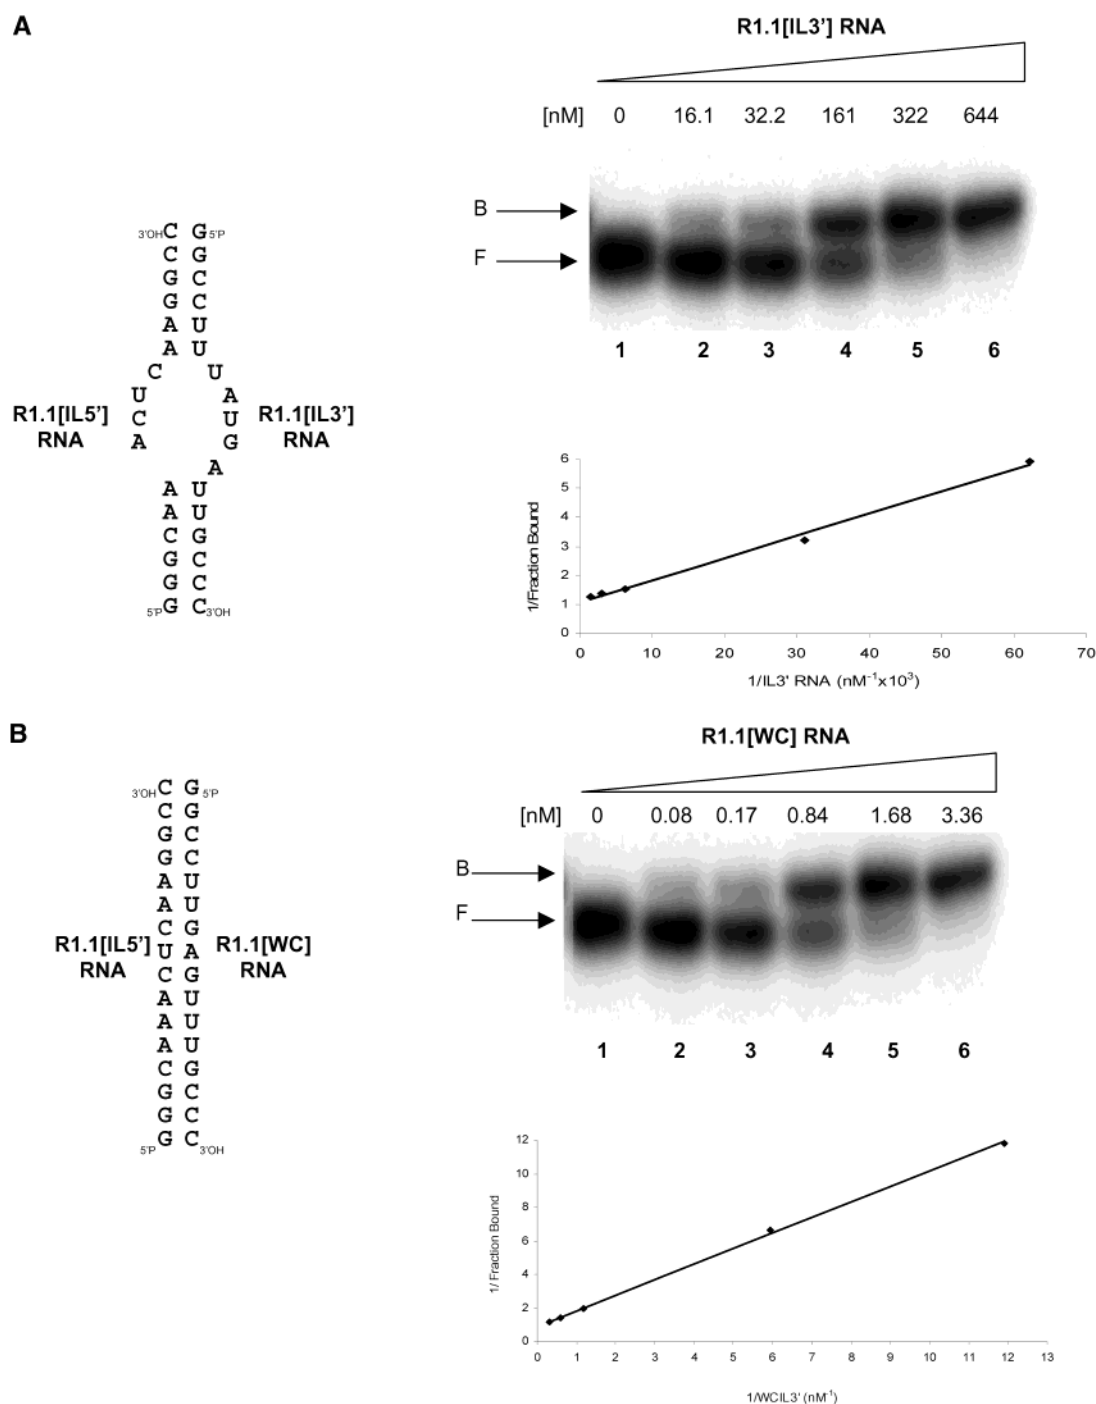 A
R1.1[IL3'] RNA
[nM] 0 16.1 32.2 161 322 644
B
F
1 2 3 4 5 6
3'OH C G 5'P
C G
G C
G C
A U
A U
C U
U A
C U
A G
A
A U
A U
C G
G C
G C
5'P G C 3'OH
R1.1[IL5']
RNA
R1.1[IL3']
RNA
1/Fraction Bound
6
5
4
3
2
1
0
0 10 20 30 40 50 60 70
1/IL3' RNA (nM⁻¹x10³)
B
R1.1[WC] RNA
[nM] 0 0.08 0.17 0.84 1.68 3.36
B
F
1 2 3 4 5 6
3'OH C G 5'P
C G
G C
G C
A U
A U
C G
U A
C G
A U
A U
A U
C G
G C
G C
5'P G C 3'OH
R1.1[IL5']
RNA
R1.1[WC]
RNA
1/ Fraction Bound
12
10
8
6
4
2
0
0 1 2 3 4 5 6 7 8 9 10 11 12 13
1/WCIL3' (nM⁻¹)